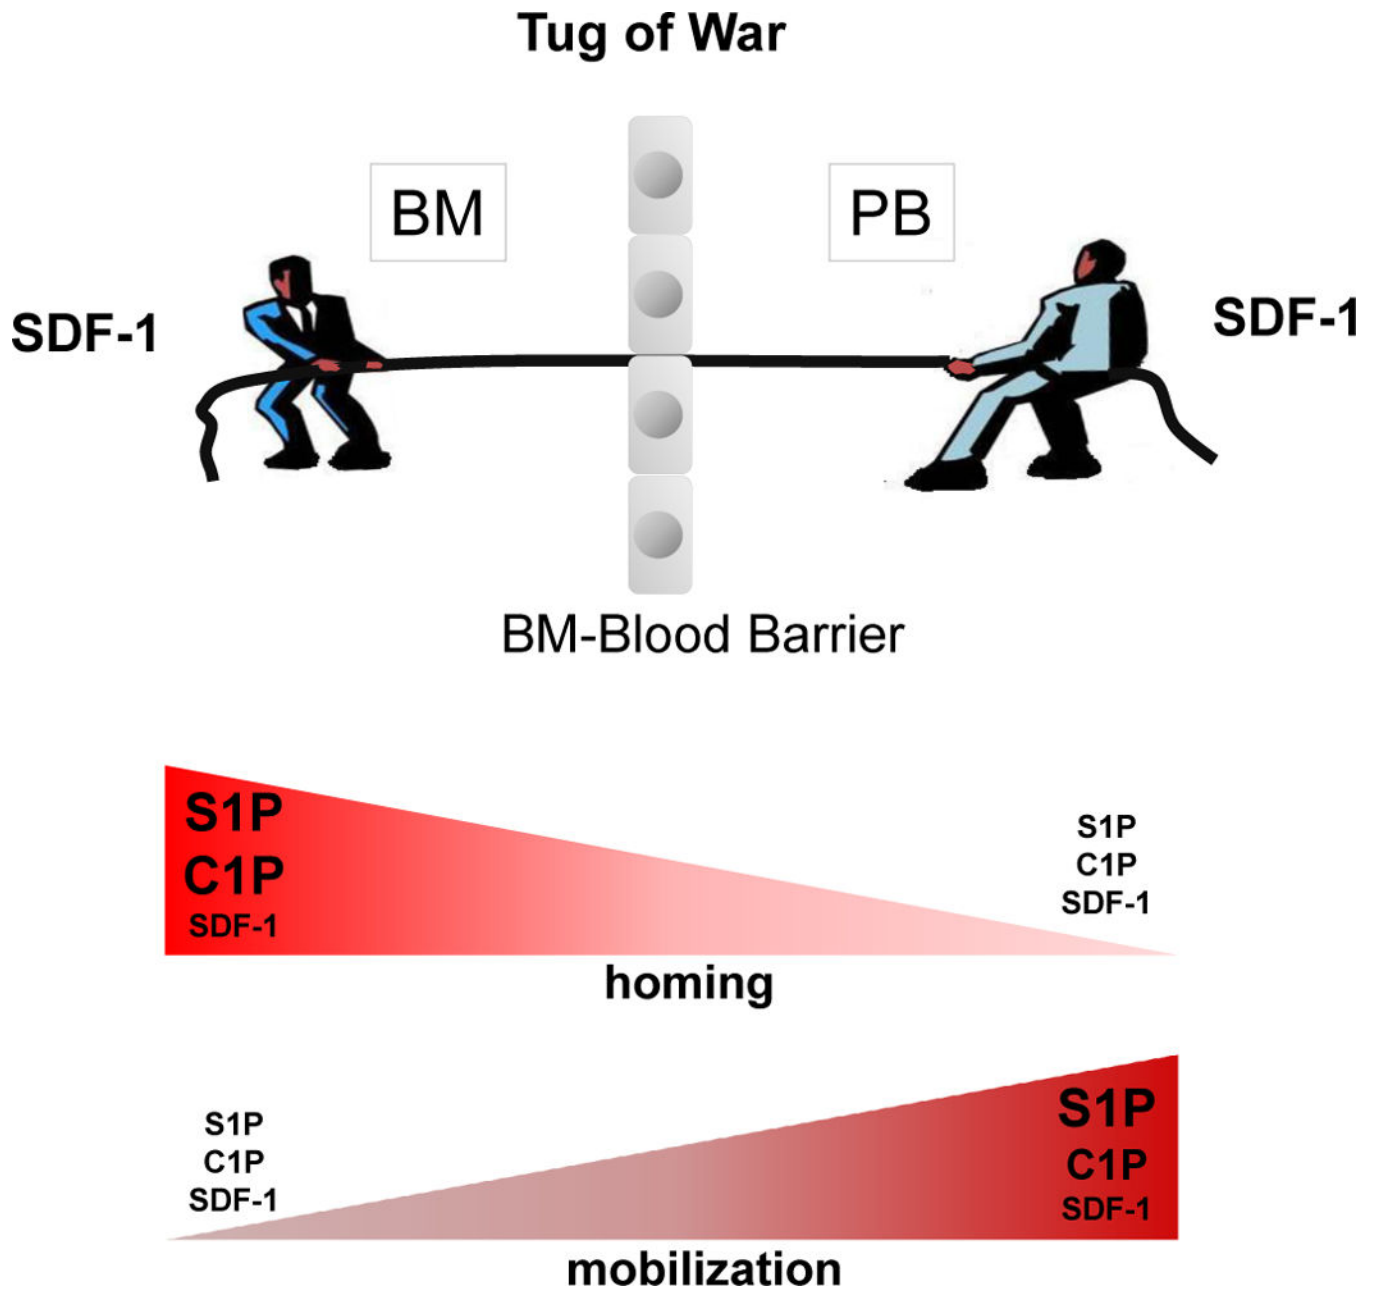 Tug of War
BM
PB
SDF-1
SDF-1
BM-Blood Barrier
S1P
C1P
SDF-1
S1P
C1P
SDF-1
homing
S1P
C1P
SDF-1
S1P
C1P
SDF-1
mobilization